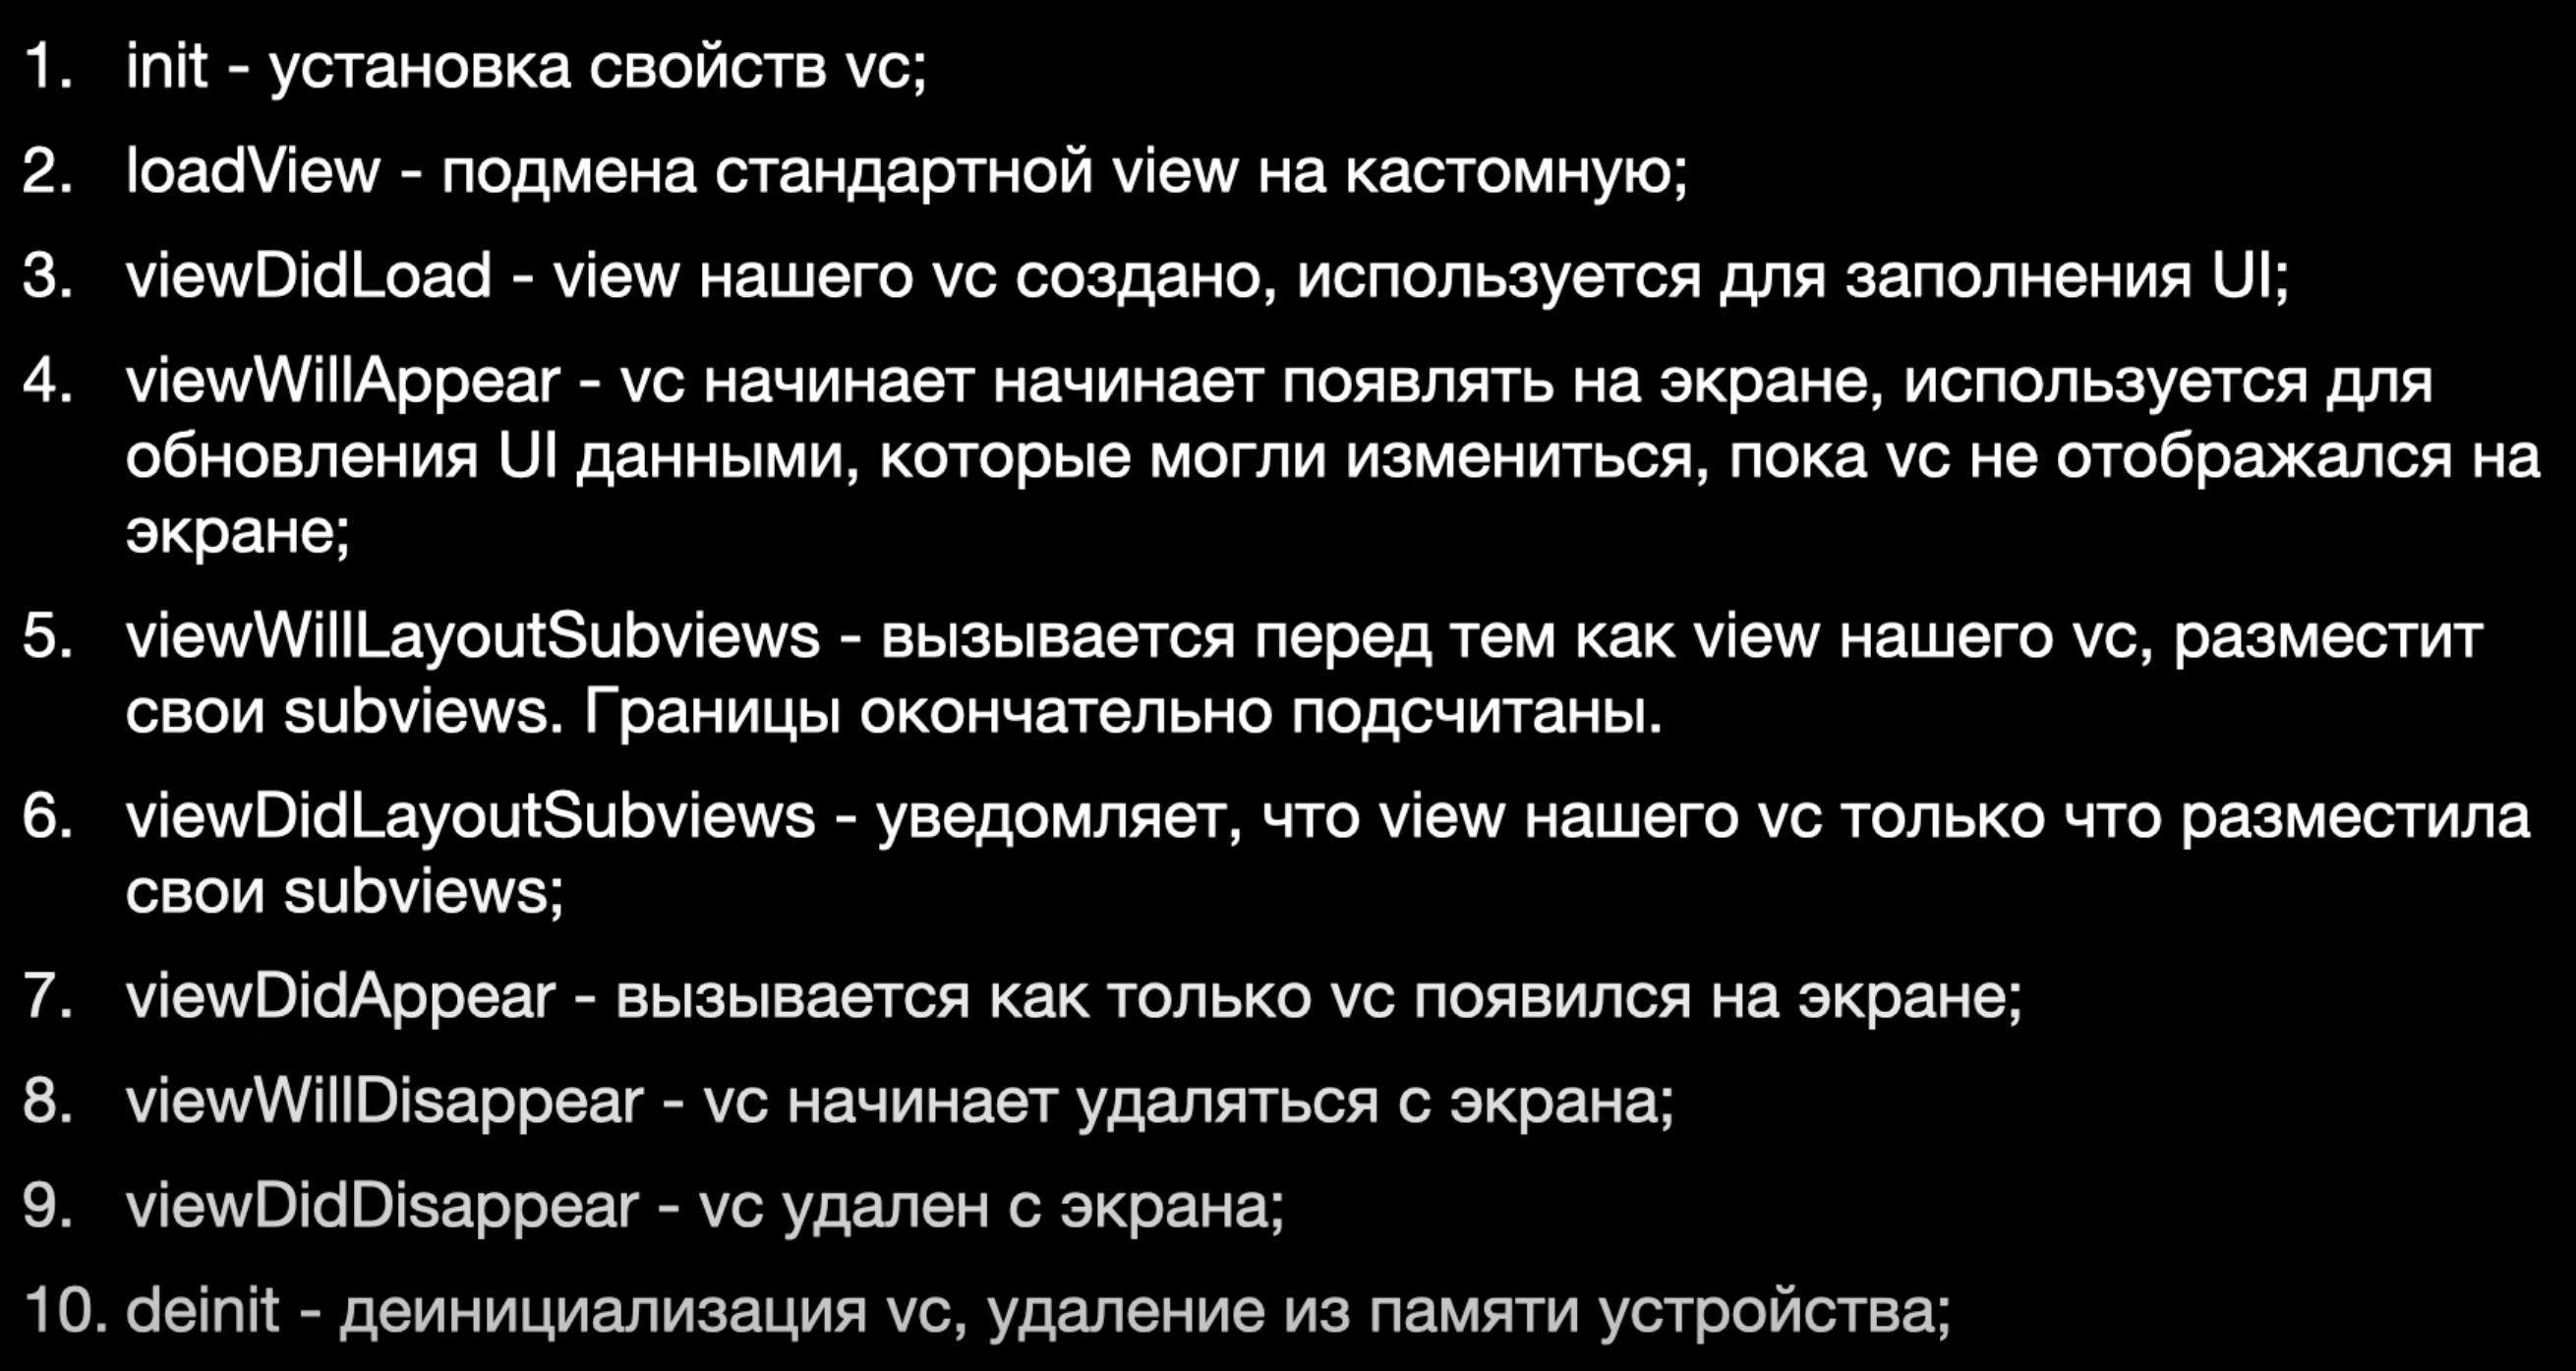 1. init - установка свойств vc;
2. loadView - подмена стандартной view на кастомную;
3. viewDidLoad - view нашего vc создано, используется для заполнения UI;
4. viewWillAppear - vc начинает начинает появлять на экране, используется для
обновления UI данными, которые могли измениться, пока vc не отображался на
экране;
5. viewWillLayoutSubviews - вызывается перед тем как view нашего vc, разместит
свои subviews. Границы окончательно подсчитаны.
6. viewDidLayoutSubviews - уведомляет, что view нашего vc только что разместила
свои subviews;
7. viewDidAppear - вызывается как только vc появился на экране;
8. viewWillDisappear - vc начинает удаляться с экрана;
9. viewDidDisappear - vc удален с экрана;
10. deinit - деинициализация vc, удаление из памяти устройства;